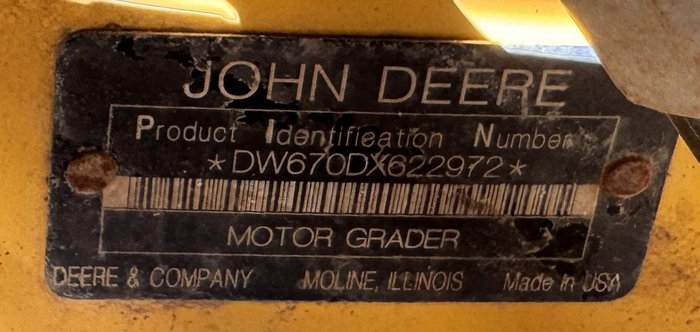 JOHN DEERE
Product Identification Number
*DW670DX622972*
MOTOR GRADER
DEERE & COMPANY MOLINE, ILLINOIS Made in USA